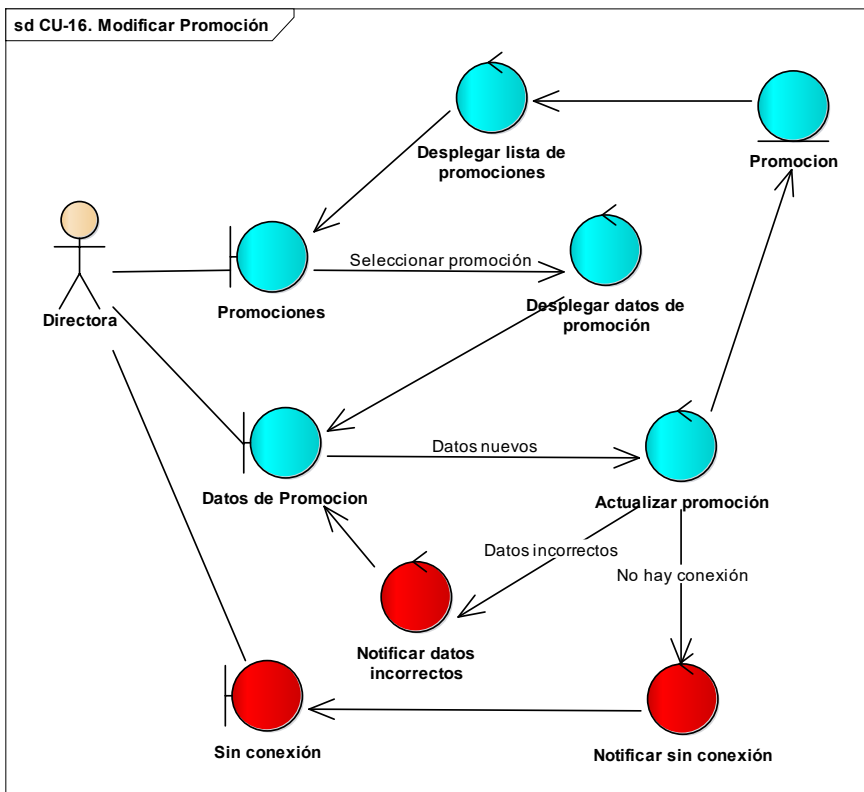 sd CU-16. Modificar Promoción
Desplegar lista de
promociones
Promocion
Directora
Promociones
Seleccionar promoción
Desplegar datos de
promoción
Datos de Promocion
Datos nuevos
Actualizar promoción
Datos incorrectos
No hay conexión
Notificar datos
incorrectos
Sin conexión
Notificar sin conexión